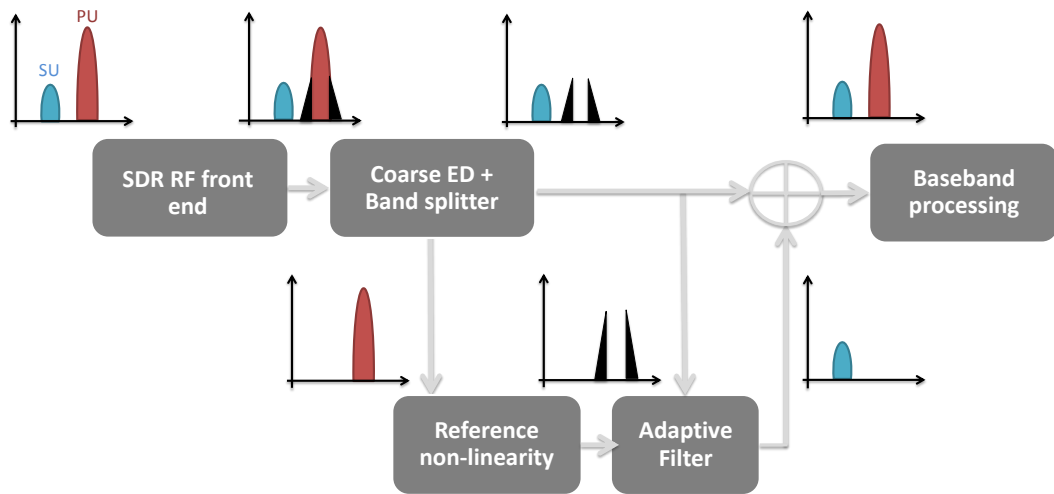 PU
SU
SDR RF front
end
Coarse ED +
Band splitter
Baseband
processing
Reference
non-linearity
Adaptive
Filter